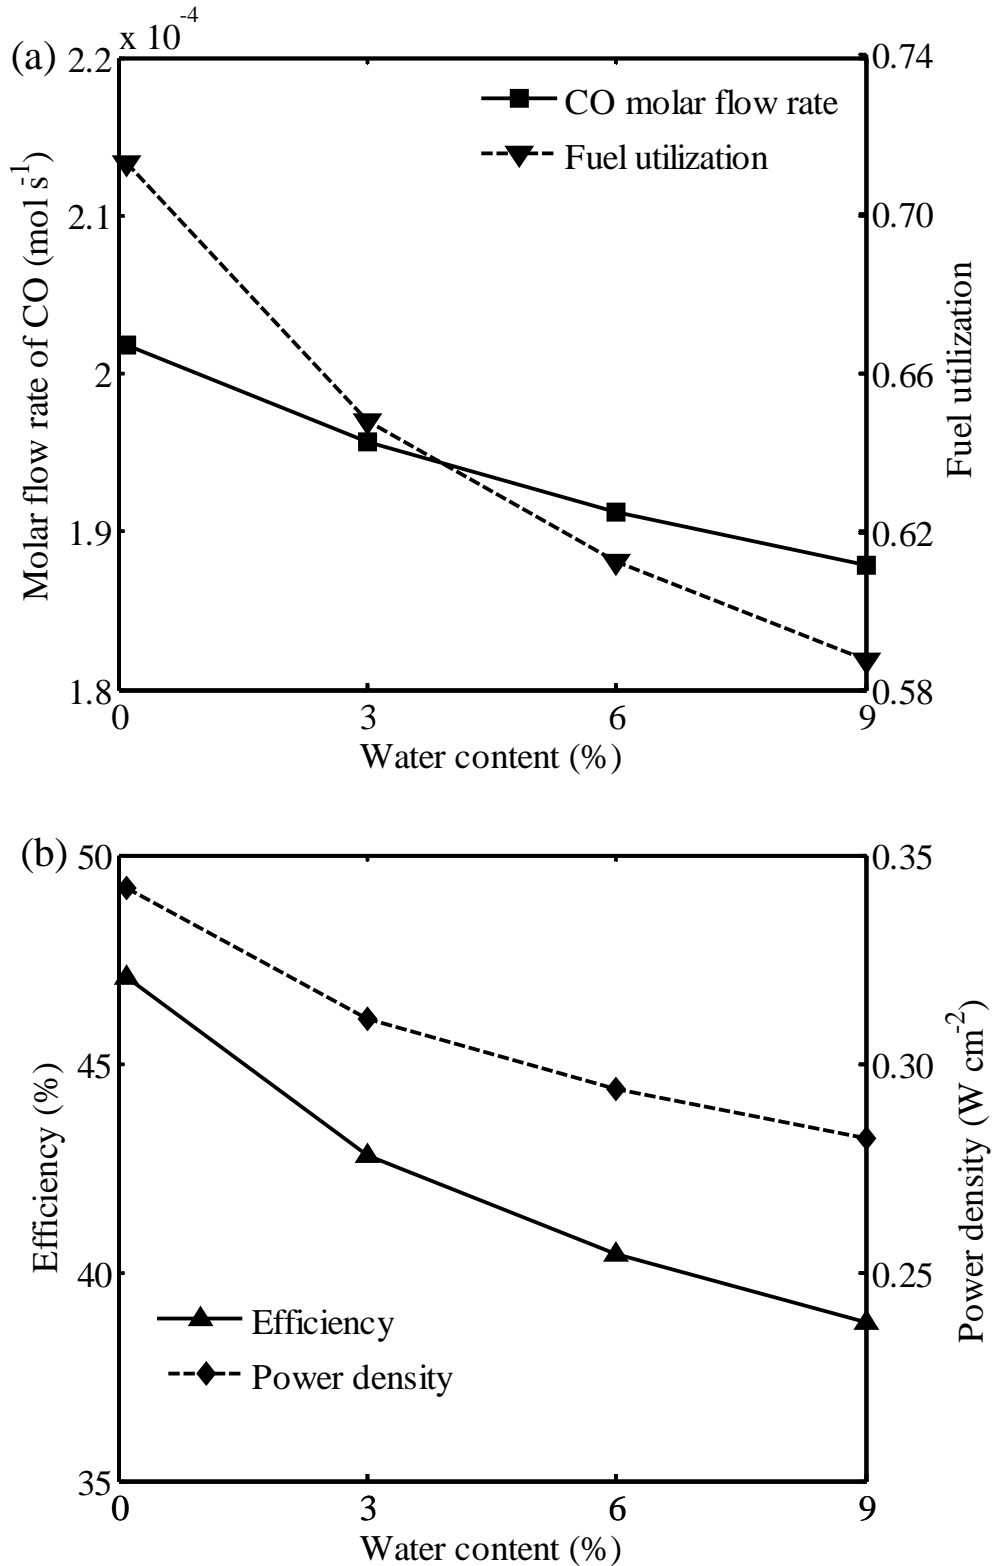 x 10-4
(a)
2.2
2.1
2
1.9
1.8
0.74
0.70
0.66
0.62
0.58
CO molar flow rate
Fuel utilization
Molar flow rate of CO (mol s-1)
Fuel utilization
0 3 6 9
Water content (%)
(b)
50
45
40
35
0.35
0.30
0.25
Efficiency (%)
Power density (W cm-2)
Efficiency
Power density
0 3 6 9
Water content (%)